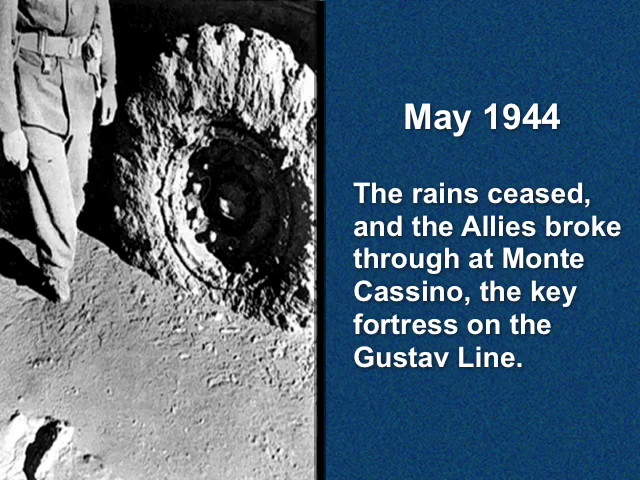 May 1944
The rains ceased,
and the Allies broke
through at Monte
Cassino, the key
fortress on the
Gustav Line.